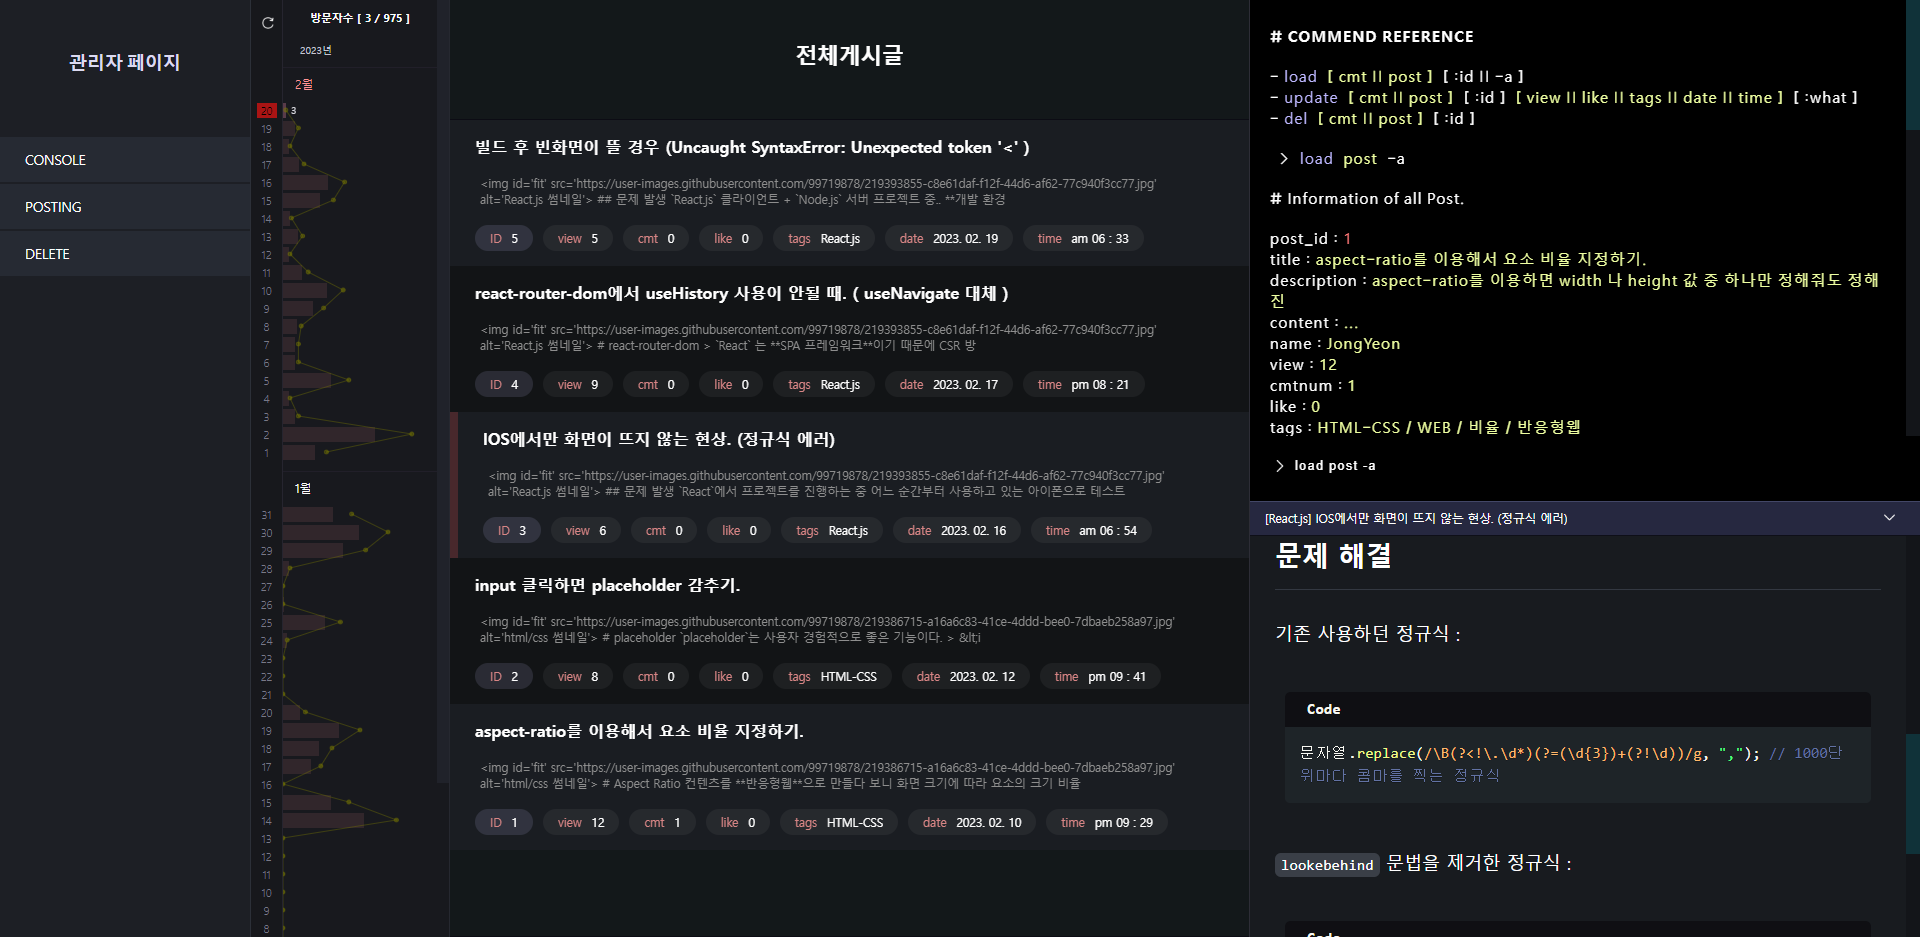 관리자 페이지
CONSOLE
POSTING
DELETE
방문자수 [ 3 / 975 ]
2023년
2월
20 3
19
18
17
16
15
14
13
12
11
10
9
8
7
6
5
4
3
2
1
1월
31
30
29
28
27
26
25
24
23
22
21
20
19
18
17
16
15
14
13
12
11
10
9
8
전체게시글
빌드 후 빈화면이 뜰 경우 (Uncaught SyntaxError: Unexpected token '<' )
<img id='fit' src='https://user-images.githubusercontent.com/99719878/219393855-c8e61daf-f12f-44d6-af62-77c940f3cc77.jpg'
alt='React.js 썸네일'> ## 문제 발생 `React.js` 클라이언트 + `Node.js` 서버 프로젝트 중.. **개발 환경
ID 5 view 5 cmt 0 like 0 tags React.js date 2023. 02. 19 time am 06 : 33
react-router-dom에서 useHistory 사용이 안될 때. ( useNavigate 대체 )
<img id='fit' src='https://user-images.githubusercontent.com/99719878/219393855-c8e61daf-f12f-44d6-af62-77c940f3cc77.jpg'
alt='React.js 썸네일'> # react-router-dom > `React` 는 **SPA 프레임워크**이기 때문에 CSR 방
ID 4 view 9 cmt 0 like 0 tags React.js date 2023. 02. 17 time pm 08 : 21
IOS에서만 화면이 뜨지 않는 현상. (정규식 에러)
<img id='fit' src='https://user-images.githubusercontent.com/99719878/219393855-c8e61daf-f12f-44d6-af62-77c940f3cc77.jpg'
alt='React.js 썸네일'> ## 문제 발생 `React`에서 프로젝트를 진행하는 중 어느 순간부터 사용하고 있는 아이폰으로 테스트
ID 3 view 6 cmt 0 like 0 tags React.js date 2023. 02. 16 time am 06 : 54
input 클릭하면 placeholder 감추기.
<img id='fit' src='https://user-images.githubusercontent.com/99719878/219386715-a16a6c83-41ce-4ddd-bee0-7dbaeb258a97.jpg'
alt='html/css 썸네일'> # placeholder `placeholder`는 사용자 경험적으로 좋은 기능이다. > &lt;i
ID 2 view 8 cmt 0 like 0 tags HTML-CSS date 2023. 02. 12 time pm 09 : 41
aspect-ratio를 이용해서 요소 비율 지정하기.
<img id='fit' src='https://user-images.githubusercontent.com/99719878/219386715-a16a6c83-41ce-4ddd-bee0-7dbaeb258a97.jpg'
alt='html/css 썸네일'> # Aspect Ratio 컨텐츠를 **반응형웹**으로 만들다 보니 화면 크기에 따라 요소의 크기 비율
ID 1 view 12 cmt 1 like 0 tags HTML-CSS date 2023. 02. 10 time pm 09 : 29
# COMMEND REFERENCE
- load [ cmt || post ] [ :id || -a ]
- update [ cmt || post ] [ :id ] [ view || like || tags || date || time ] [ :what ]
- del [ cmt || post ] [ :id ]
> load post -a
# Information of all Post.
post_id : 1
title : aspect-ratio를 이용해서 요소 비율 지정하기.
description : aspect-ratio를 이용하면 width 나 height 값 중 하나만 정해줘도 정해
진
content : ...
name : JongYeon
view : 12
cmtnum : 1
like : 0
tags : HTML-CSS / WEB / 비율 / 반응형웹
> load post -a
[React.js] IOS에서만 화면이 뜨지 않는 현상. (정규식 에러)
문제 해결
기존 사용하던 정규식 :
Code
문자열.replace(/\B(?<!\.\d*)(?=(\d{3})+(?!\d))/g, ","); // 1000단
위마다 콤마를 찍는 정규식
lookebehind 문법을 제거한 정규식 :
Code